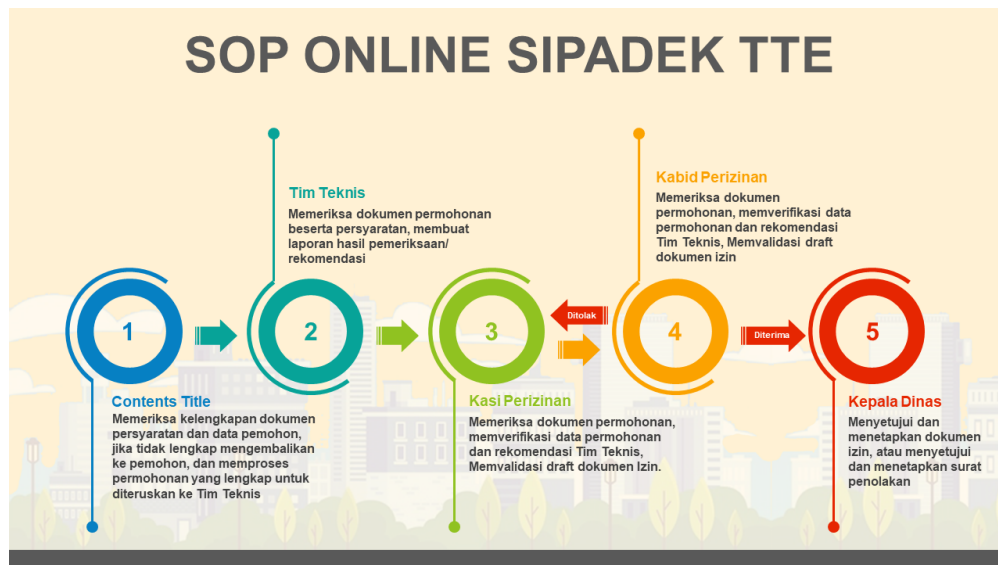 SOP ONLINE SIPADEK TTE
1
Contents Title
Memeriksa kelengkapan dokumen
persyaratan dan data pemohon,
jika tidak lengkap mengembalikan
ke pemohon, dan memproses
permohonan yang lengkap untuk
diteruskan ke Tim Teknis
2
Tim Teknis
Memeriksa dokumen permohonan
beserta persyaratan, membuat
laporan hasil pemeriksaan/
rekomendasi
3
Kasi Perizinan
Memeriksa dokumen permohonan,
memverifikasi data permohonan
dan rekomendasi Tim Teknis,
Memvalidasi draft dokumen Izin.
Ditolak
4
Kabid Perizinan
Memeriksa dokumen
permohonan, memverifikasi data
permohonan dan rekomendasi
Tim Teknis, Memvalidasi draft
dokumen izin
Diterima
5
Kepala Dinas
Menyetujui dan
menetapkan dokumen
izin, atau menyetujui
dan menetapkan surat
penolakan